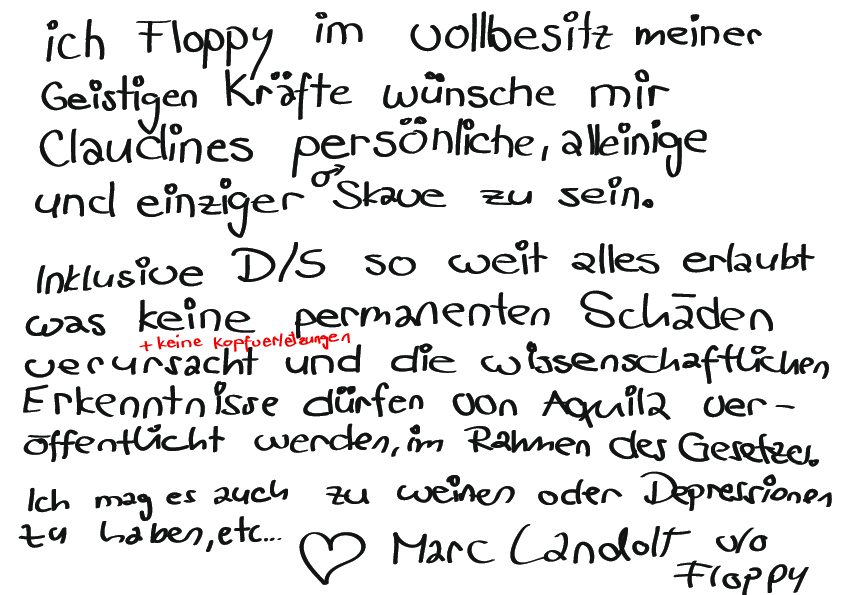 ich Floppy im vollbesitz meiner
Geistigen Kräfte wünsche mir
Claudines persönliche, alleinige
und einziger ♂ Skave zu sein.
Inklusive D/S so weit alles erlaubt
was keine permanenten Schäden
+ keine Kopfverletzungen
verursacht und die wissenschaftlichen
Erkenntnisse dürfen von Aquila ver-
öffentlicht werden, im Rahmen des Gesetzes.
Ich mag es auch zu weinen oder Depressionen
zu haben, etc...
♡ Marc Landolt v/o
Floppy